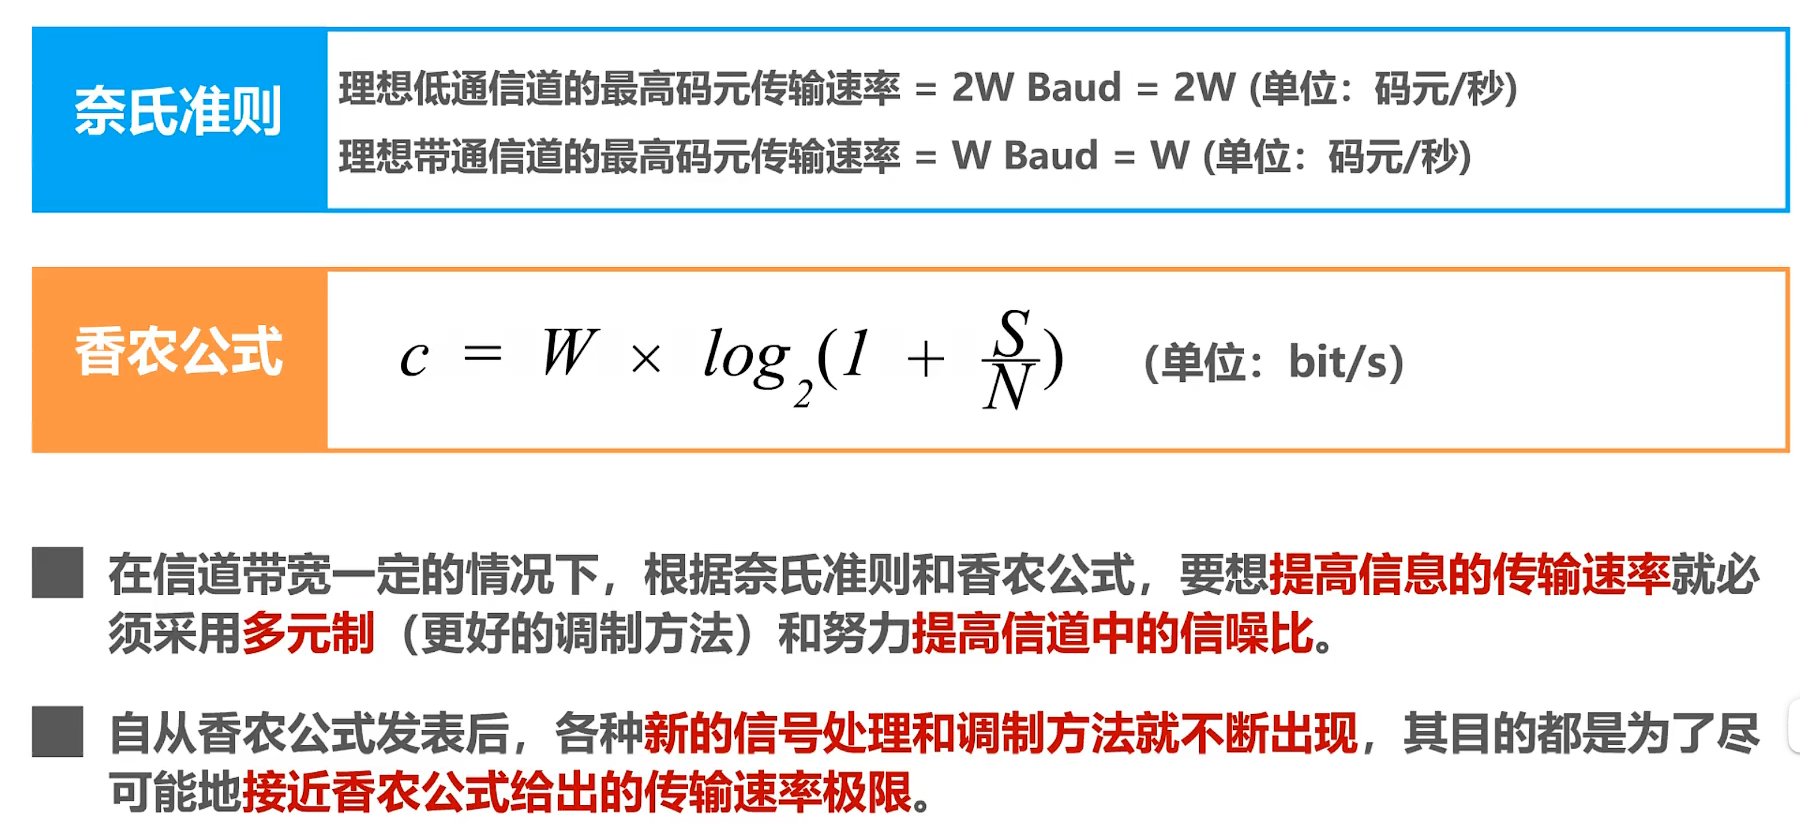 奈氏准则
理想低通信道的最高码元传输速率 = 2W Baud = 2W (单位：码元/秒)
理想带通信道的最高码元传输速率 = W Baud = W (单位：码元/秒)
香农公式
c = W × log₂(1 + S/N) (单位：bit/s)
在信道带宽一定的情况下，根据奈氏准则和香农公式，要想提高信息的传输速率就必
须采用多元制（更好的调制方法）和努力提高信道中的信噪比。
自从香农公式发表后，各种新的信号处理和调制方法就不断出现，其目的都是为了尽
可能地接近香农公式给出的传输速率极限。